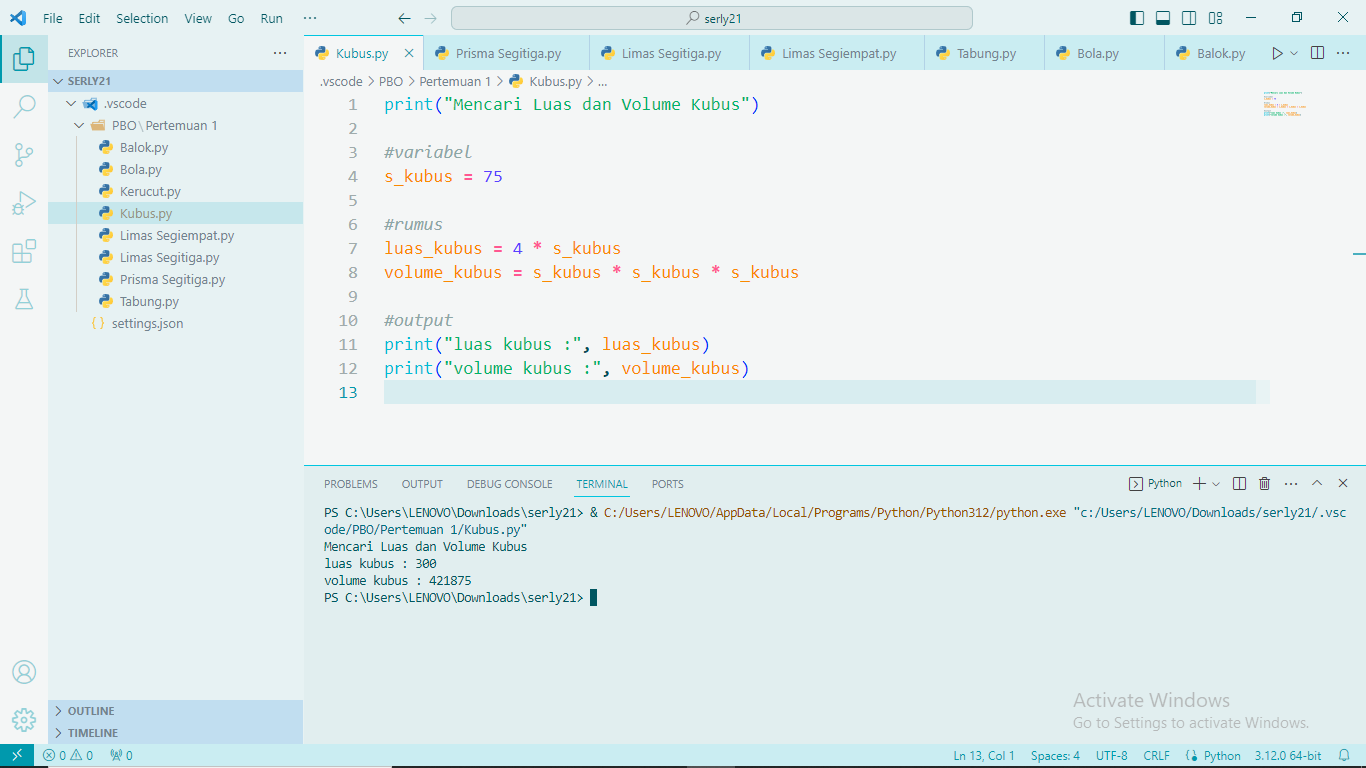 File Edit Selection View Go Run ··· serly21
EXPLORER ···
SERLY21
.vscode
PBO\Pertemuan 1
Balok.py
Bola.py
Kerucut.py
Kubus.py
Limas Segiempat.py
Limas Segitiga.py
Prisma Segitiga.py
Tabung.py
{ } settings.json
OUTLINE
TIMELINE
Kubus.py Prisma Segitiga.py Limas Segitiga.py Limas Segiempat.py Tabung.py Bola.py Balok.py ···
.vscode > PBO > Pertemuan 1 > Kubus.py > ...
1 print("Mencari Luas dan Volume Kubus")
2
3 #variabel
4 s_kubus = 75
5
6 #rumus
7 luas_kubus = 4 * s_kubus
8 volume_kubus = s_kubus * s_kubus * s_kubus
9
10 #output
11 print("luas kubus :", luas_kubus)
12 print("volume kubus :", volume_kubus)
13
PROBLEMS OUTPUT DEBUG CONSOLE TERMINAL PORTS Python ···
PS C:\Users\LENOVO\Downloads\serly21> & C:/Users/LENOVO/AppData/Local/Programs/Python/Python312/python.exe "c:/Users/LENOVO/Downloads/serly21/.vsc
ode/PBO/Pertemuan 1/Kubus.py"
Mencari Luas dan Volume Kubus
luas kubus : 300
volume kubus : 421875
PS C:\Users\LENOVO\Downloads\serly21>
Activate Windows
Go to Settings to activate Windows.
0 0 0 Ln 13, Col 1 Spaces: 4 UTF-8 CRLF Python 3.12.0 64-bit